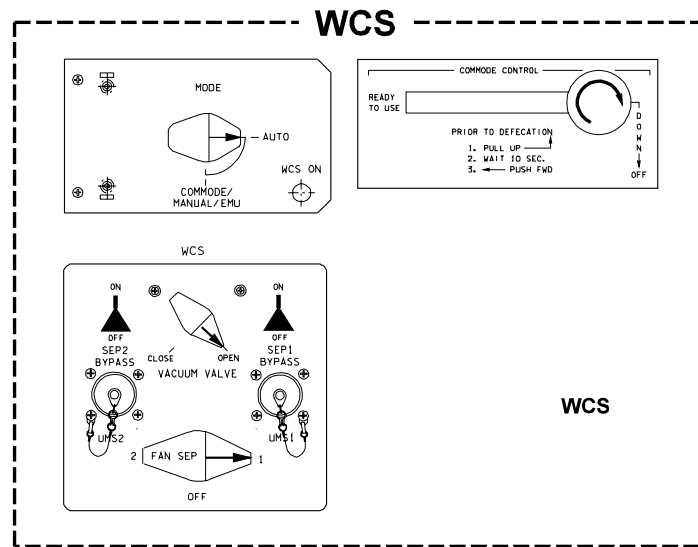 WCS
MODE
AUTO
WCS ON
COMMODE/
MANUAL/EMU
COMMODE CONTROL
READY
TO USE
PRIOR TO DEFECATION
1. PULL UP
2. WAIT 10 SEC.
3. PUSH FWD
DOWN
OFF
WCS
ON
ON
OFF
OFF
SEP2
BYPASS
SEP1
BYPASS
CLOSE
OPEN
VACUUM VALVE
UMS2
UMS1
2 FAN SEP 1
OFF
WCS